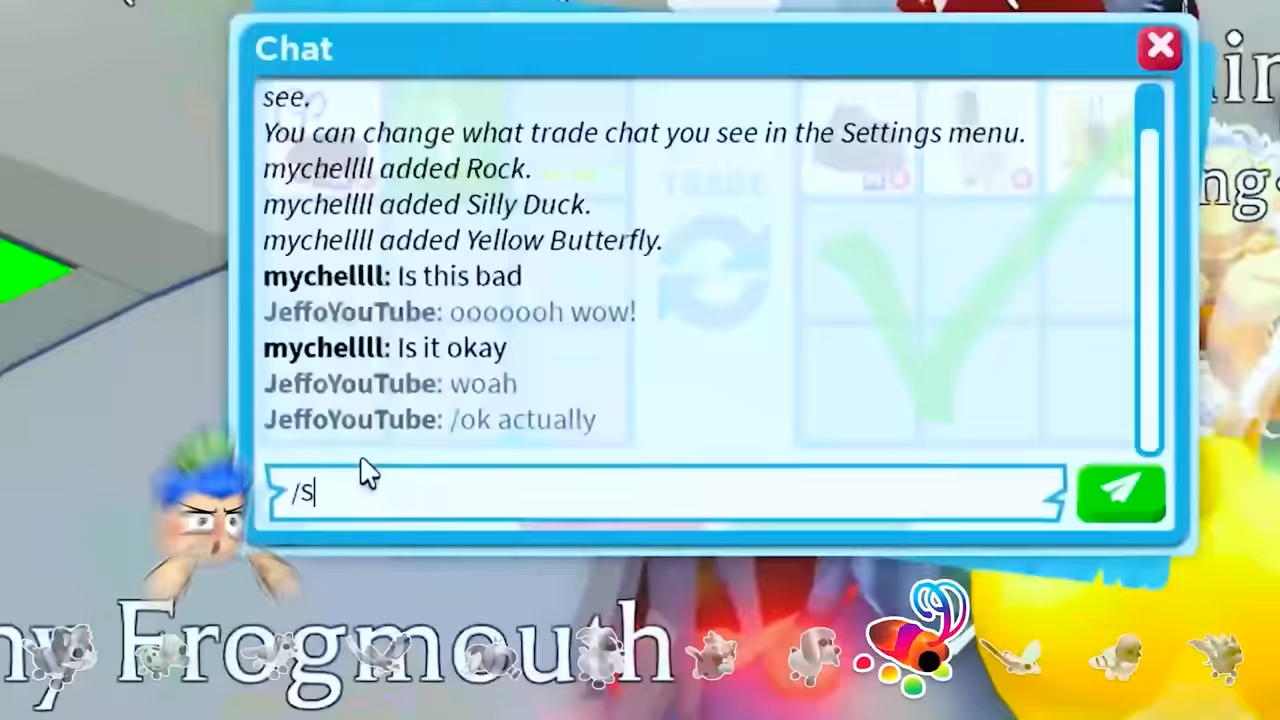 Chat
see.
You can change what trade chat you see in the Settings menu.
mychellll added Rock.
mychellll added Silly Duck.
mychellll added Yellow Butterfly.
mychellll: Is this bad
JeffoYouTube: ooooooh wow!
mychellll: Is it okay
JeffoYouTube: woah
JeffoYouTube: /ok actually
/S
TRADE
Frogmouth